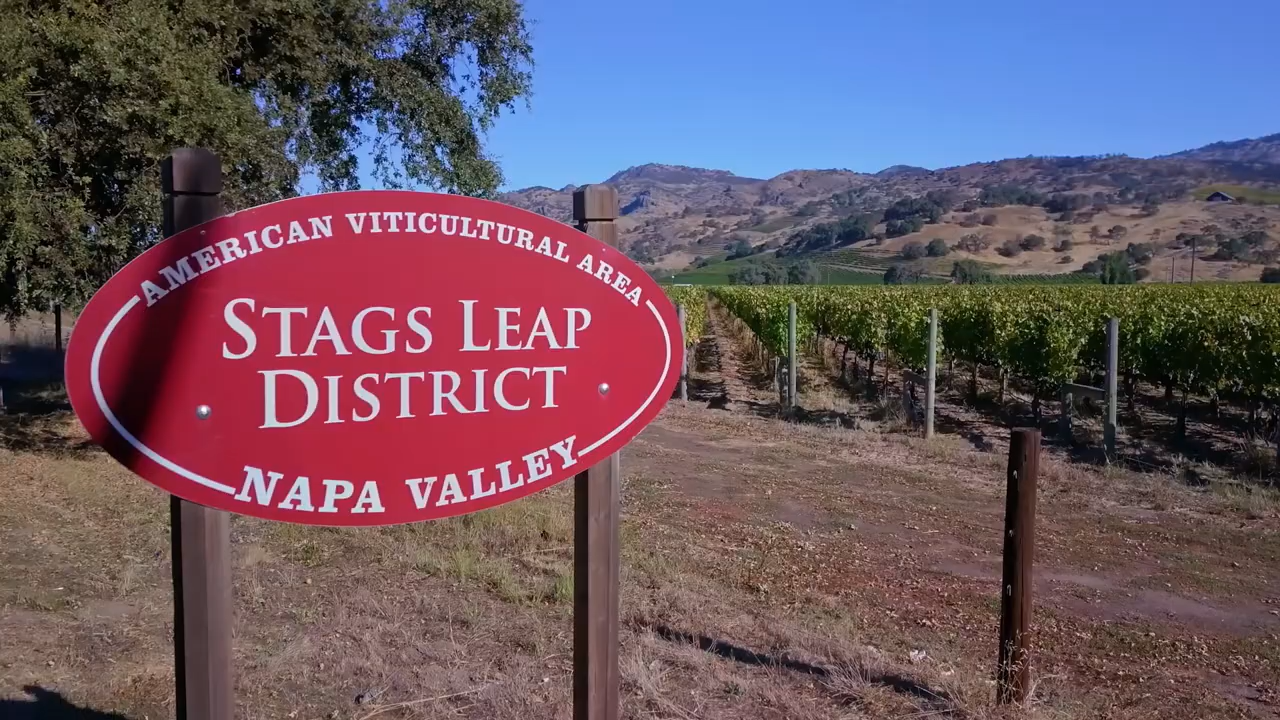 AMERICAN VITICULTURAL AREA
STAGS LEAP
DISTRICT
NAPA VALLEY